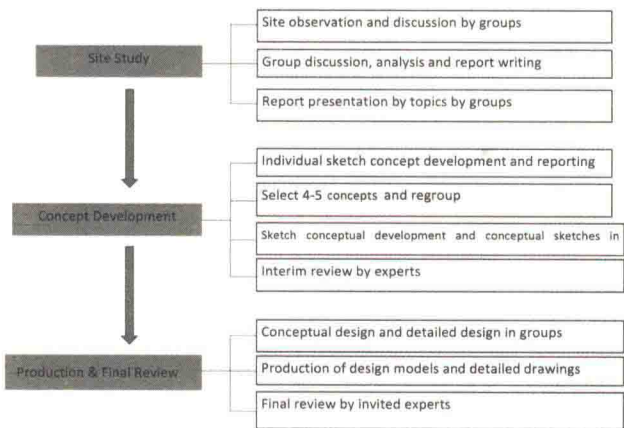 Site observation and discussion by groups
Site Study
Group discussion, analysis and report writing
Report presentation by topics by groups
Individual sketch concept development and reporting
Select 4-5 concepts and regroup
Concept Development
Sketch conceptual development and conceptual sketches in
Interim review by experts
Conceptual design and detailed design in groups
Production & Final Review
Production of design models and detailed drawings
Final review by invited experts